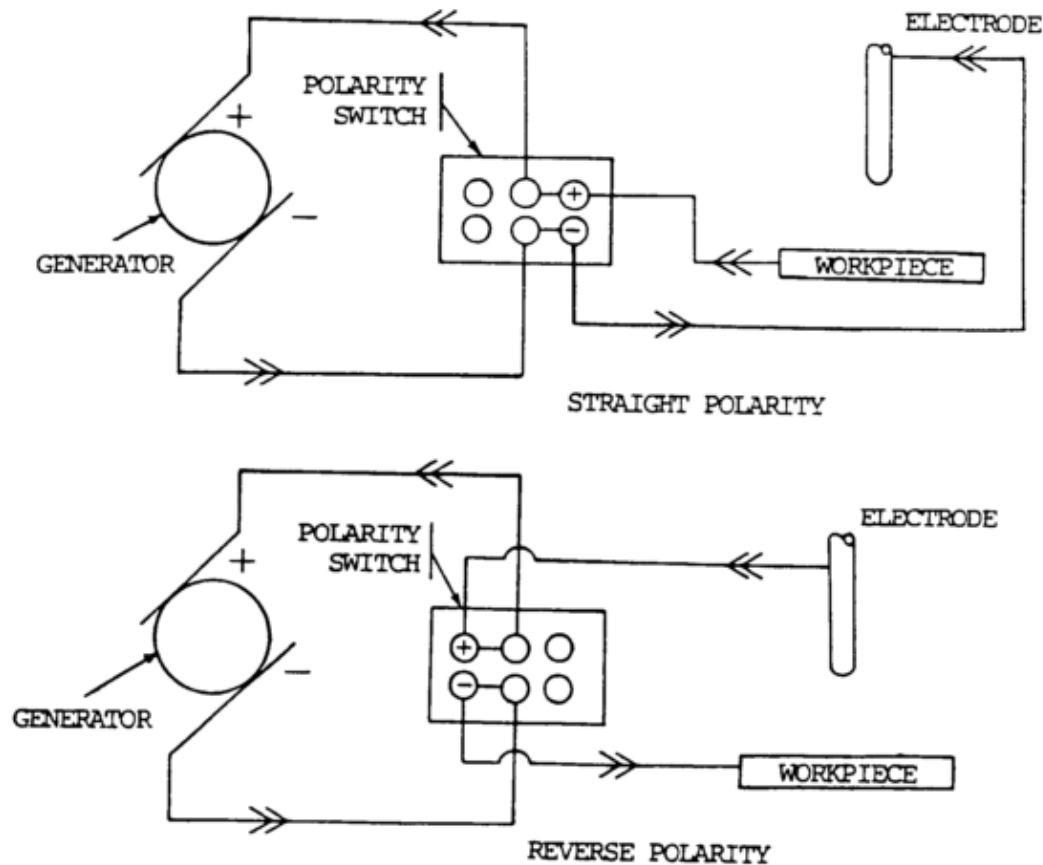 ELECTRODE
POLARITY
SWITCH
+
+
−
−
GENERATOR
WORKPIECE
STRAIGHT POLARITY
ELECTRODE
POLARITY
SWITCH
+
+
−
−
GENERATOR
WORKPIECE
REVERSE POLARITY